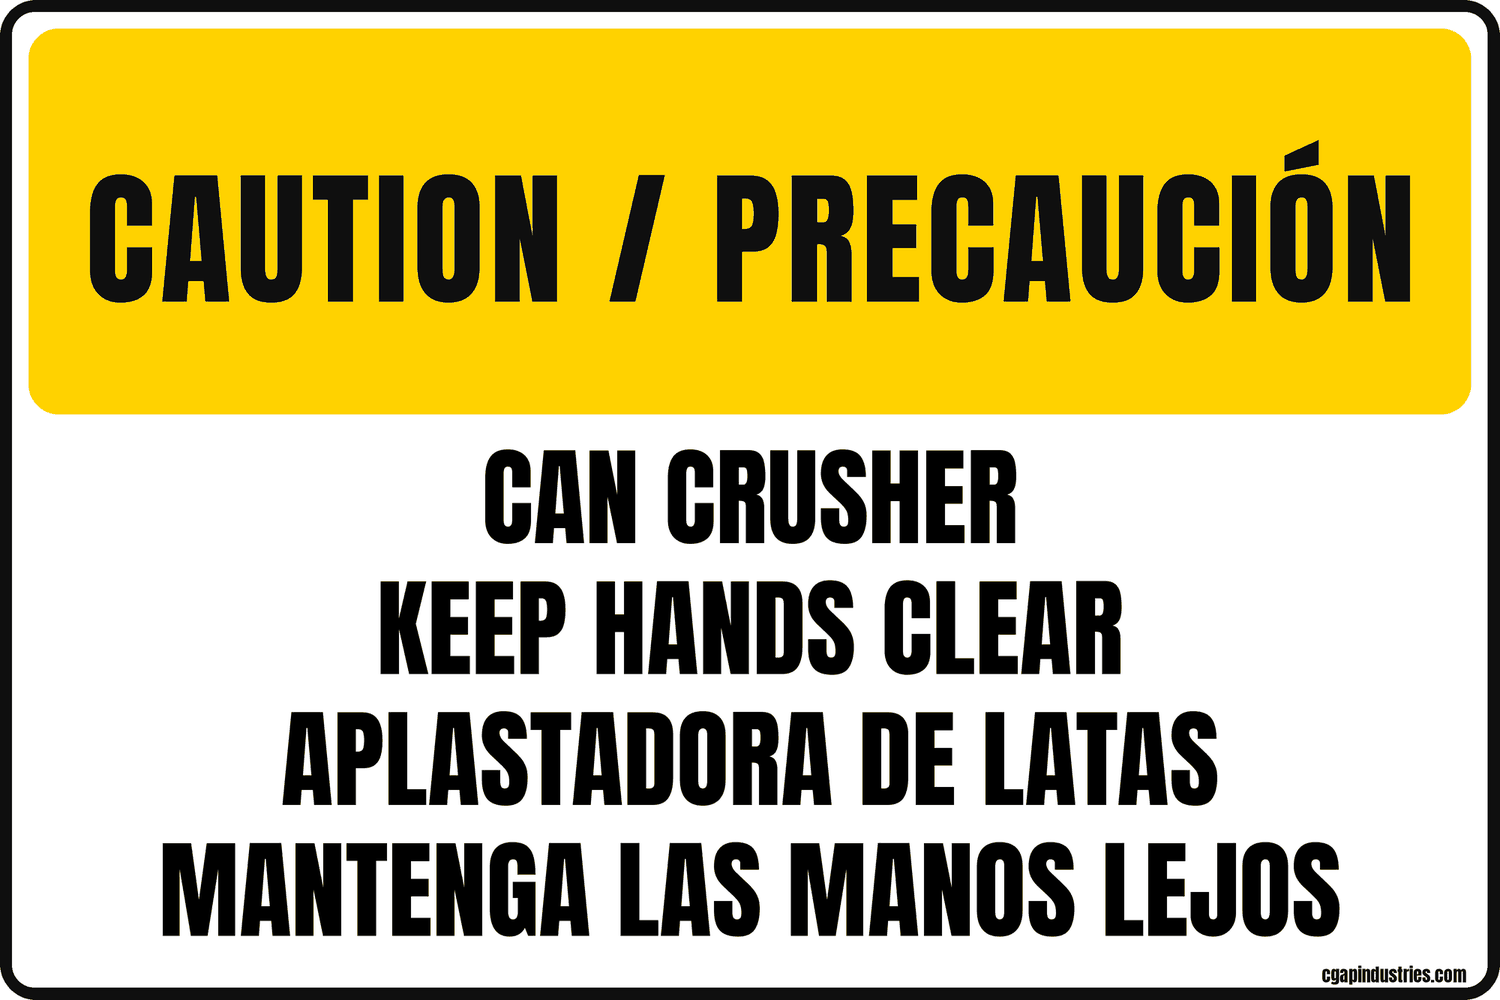 CAUTION / PRECAUCIÓN
CAN CRUSHER
KEEP HANDS CLEAR
APLASTADORA DE LATAS
MANTENGA LAS MANOS LEJOS
cgapindustries.com